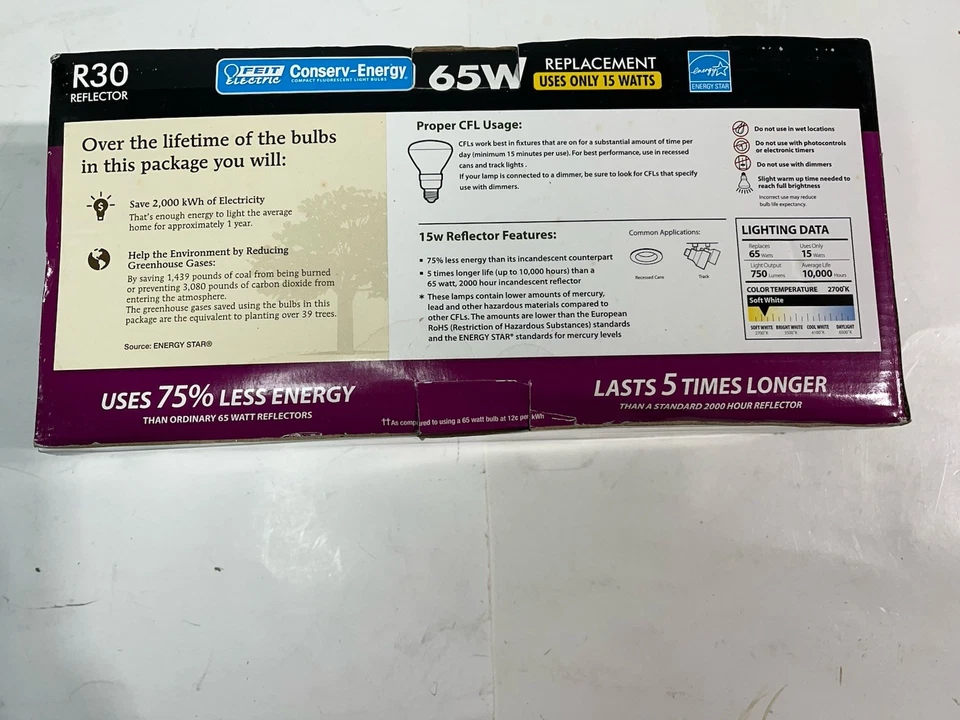 R30
REFLECTOR
FEIT Electric
Conserv-Energy
COMPACT FLUORESCENT LIGHT BULBS
65W
REPLACEMENT
USES ONLY 15 WATTS
energy
ENERGY STAR
Over the lifetime of the bulbs
in this package you will:
$
Save 2,000 kWh of Electricity
That's enough energy to light the average
home for approximately 1 year.
Help the Environment by Reducing
Greenhouse Gases:
By saving 1,439 pounds of coal from being burned
or preventing 3,080 pounds of carbon dioxide from
entering the atmosphere.
The greenhouse gases saved using the bulbs in this
package are the equivalent to planting over 39 trees.
Source: ENERGY STAR®
Proper CFL Usage:
CFLs work best in fixtures that are on for a substantial amount of time per
day (minimum 15 minutes per use). For best performance, use in recessed
cans and track lights .
If your lamp is connected to a dimmer, be sure to look for CFLs that specify
use with dimmers.
Do not use in wet locations
Do not use with photocontrols
or electronic timers
Do not use with dimmers
Slight warm up time needed to
reach full brightness
Incorrect use may reduce
bulb life expectancy.
15w Reflector Features:
▪ 75% less energy than its incandescent counterpart
▪ 5 times longer life (up to 10,000 hours) than a
65 watt, 2000 hour incandescent reflector
* These lamps contain lower amounts of mercury,
lead and other hazardous materials compared to
other CFLs. The amounts are lower than the European
RoHS (Restriction of Hazardous Substances) standards
and the ENERGY STAR® standards for mercury levels
Common Applications:
Recessed Cans
Track
LIGHTING DATA
Replaces
65 Watts
Uses Only
15 Watts
Light Output
750 Lumens
Average Life
10,000 Hours
COLOR TEMPERATURE 2700°K
Soft White
SOFT WHITE BRIGHT WHITE COOL WHITE DAYLIGHT
2700°K 3500°K 4100°K 6500°K
USES 75% LESS ENERGY
THAN ORDINARY 65 WATT REFLECTORS
††As compared to using a 65 watt bulb at 12c per kWh
LASTS 5 TIMES LONGER
THAN A STANDARD 2000 HOUR REFLECTOR